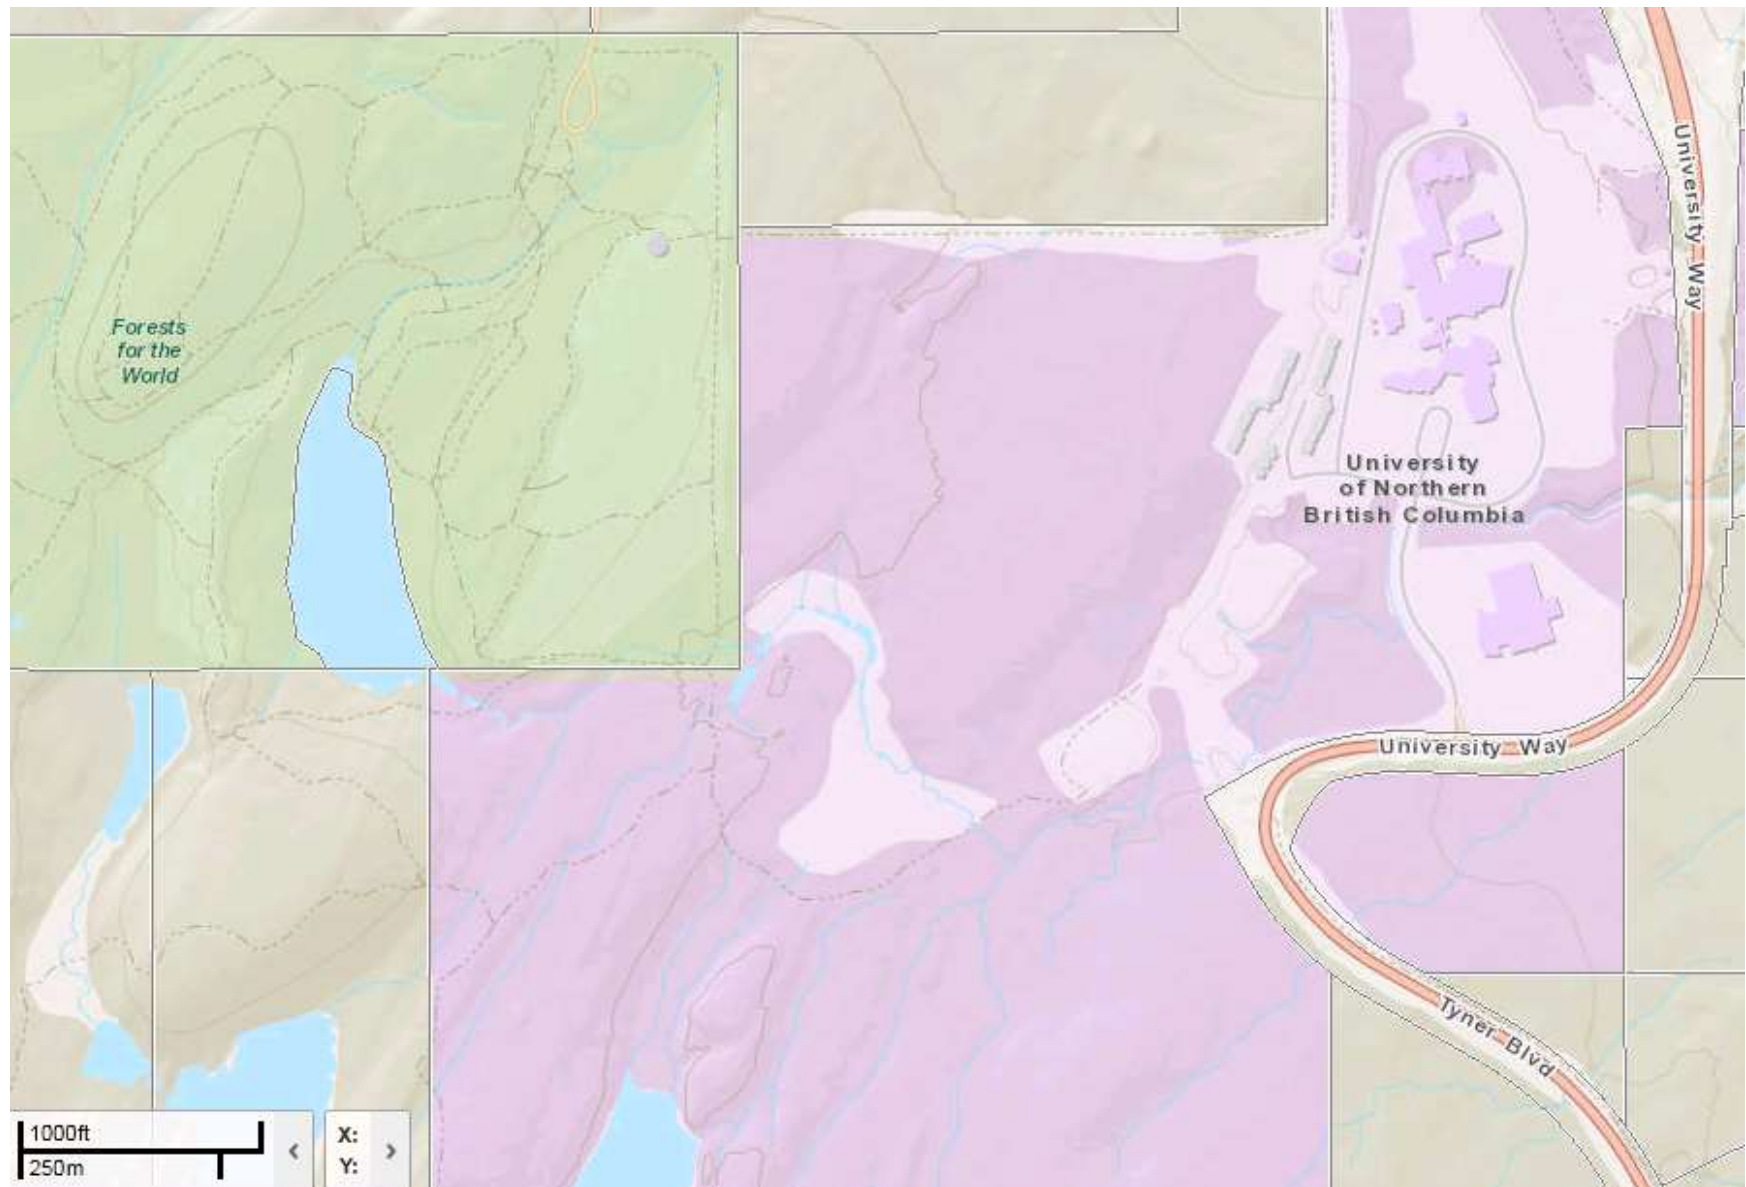 University Way
Forests
for the
World
University
of Northern
British Columbia
University Way
Tyner Blvd
1000ft
250m
<
X:
Y:
>